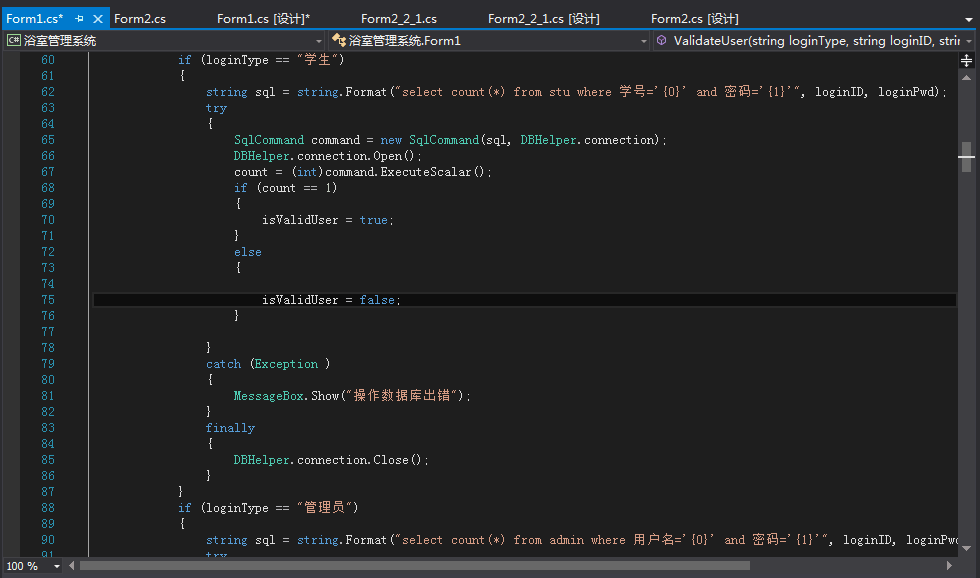 Form1.cs* Form2.cs Form1.cs [设计]* Form2_2_1.cs Form2_2_1.cs [设计] Form2.cs [设计]
C# 浴室管理系统 浴室管理系统.Form1 ValidateUser(string loginType, string loginID, strin
60 if (loginType == "学生")
61 {
62 string sql = string.Format("select count(*) from stu where 学号='{0}' and 密码='{1}'", loginID, loginPwd);
63 try
64 {
65 SqlCommand command = new SqlCommand(sql, DBHelper.connection);
66 DBHelper.connection.Open();
67 count = (int)command.ExecuteScalar();
68 if (count == 1)
69 {
70 isValidUser = true;
71 }
72 else
73 {
74
75 isValidUser = false;
76 }
77
78 }
79 catch (Exception )
80 {
81 MessageBox.Show("操作数据库出错");
82 }
83 finally
84 {
85 DBHelper.connection.Close();
86 }
87 }
88 if (loginType == "管理员")
89 {
90 string sql = string.Format("select count(*) from admin where 用户名='{0}' and 密码='{1}'", loginID, loginPwd
91 try
100 %